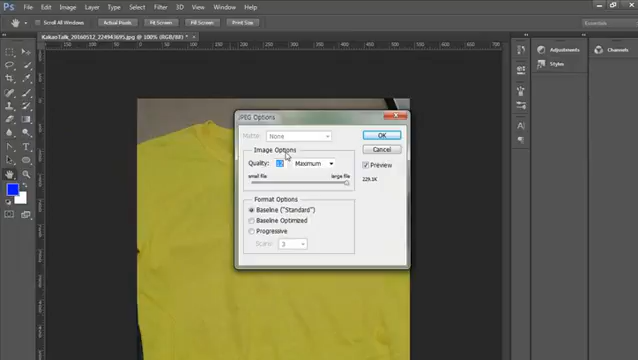 Ps File Edit Image Layer Type Select Filter 3D View Window Help
Scroll All Windows Actual Pixels Fit Screen Fill Screen Print Size Essentials
KakaoTalk_20160512_224943695.jpg @ 100% (RGB/8#) *
Adjustments
Channels
Styles
JPEG Options
Matte: None
OK
Image Options
Cancel
Quality: 12 Maximum
Preview
small file large file
229.1K
Format Options
Baseline ("Standard")
Baseline Optimized
Progressive
Scans: 3